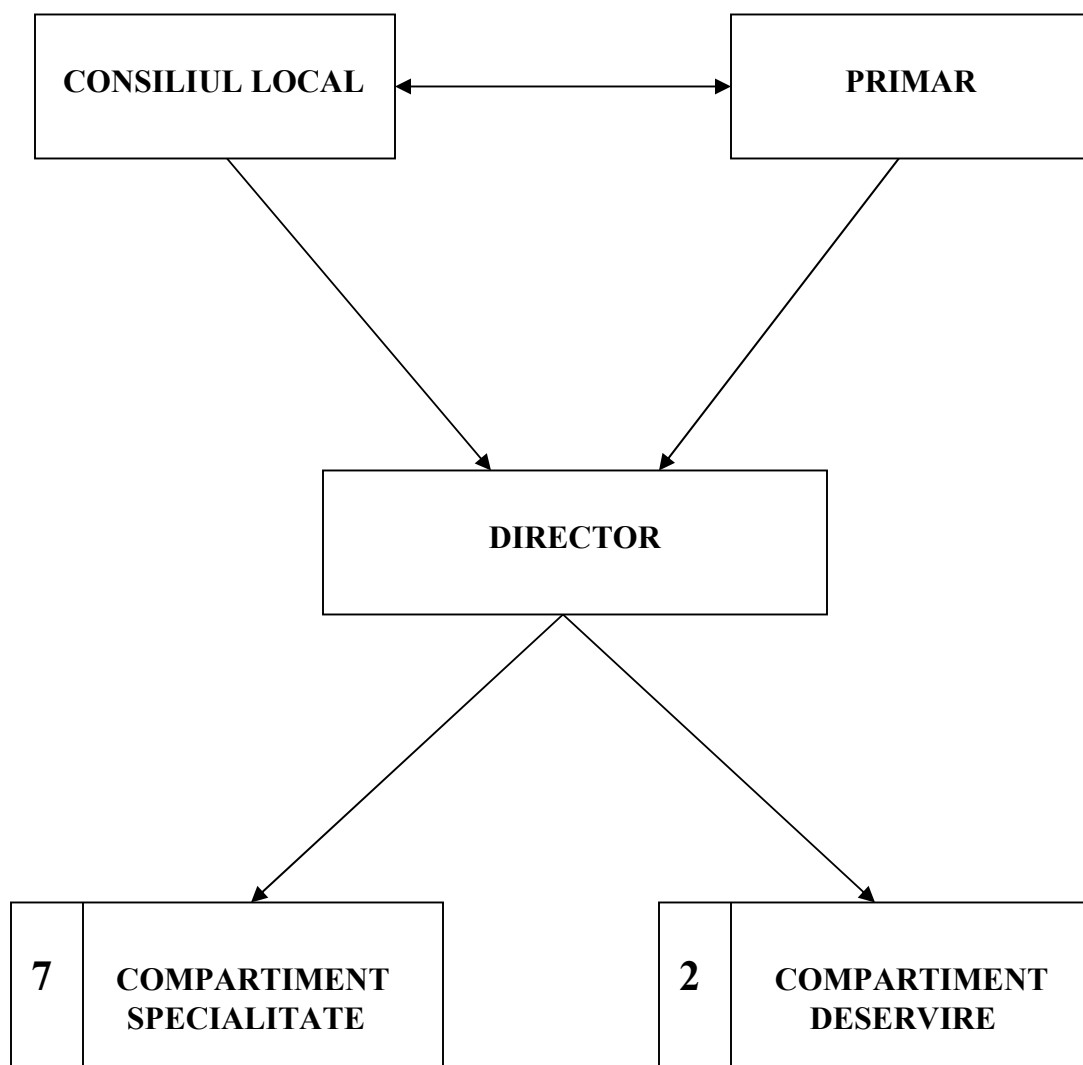 CONSILIUL LOCAL
PRIMAR
DIRECTOR
7
COMPARTIMENT
SPECIALITATE
2
COMPARTIMENT
DESERVIRE